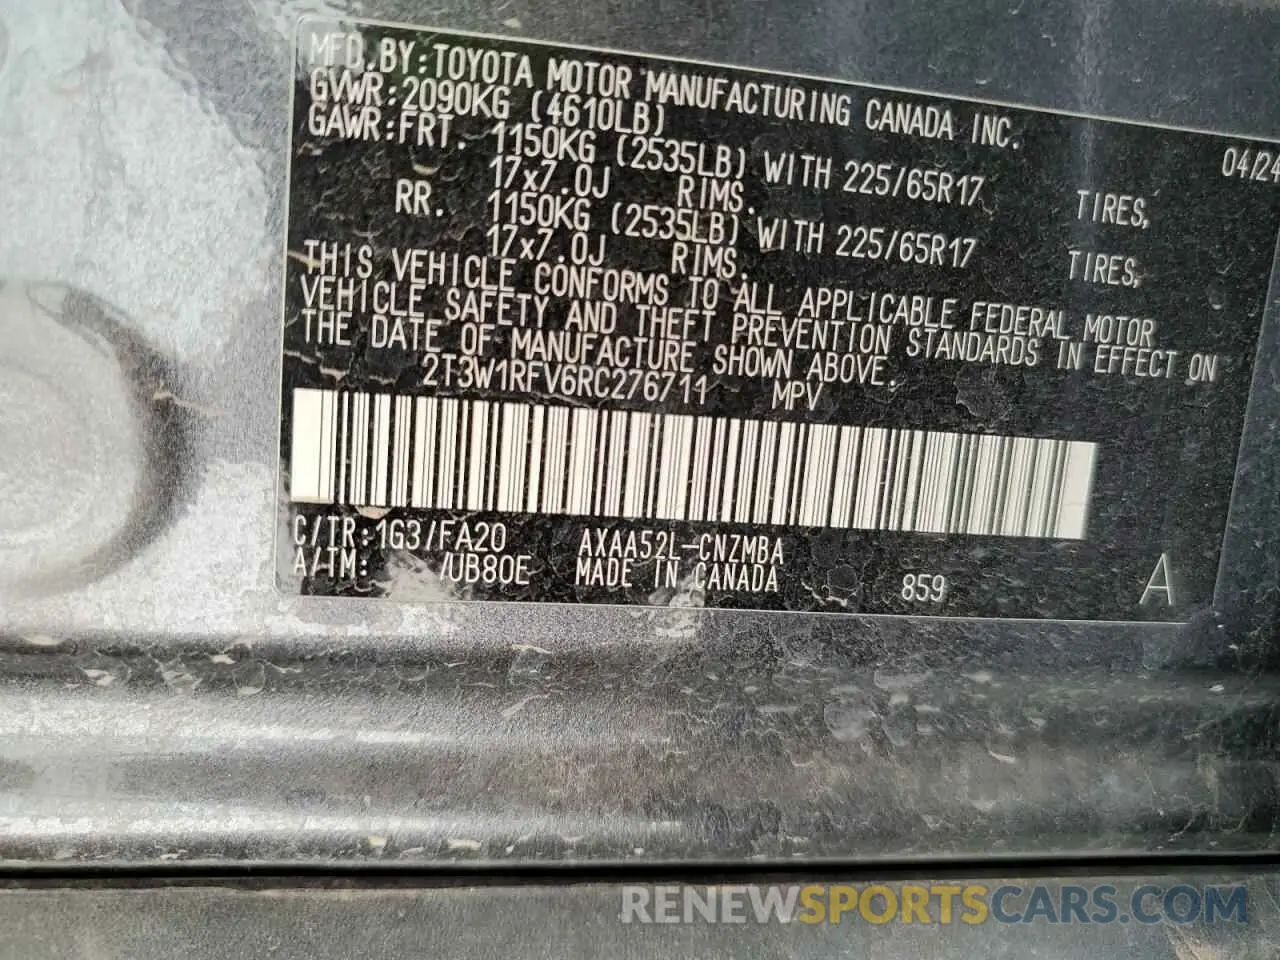 MFD.BY:TOYOTA MOTOR MANUFACTURING CANADA INC.
GVWR:2090KG (4610LB) 04/24
GAWR:FRT. 1150KG (2535LB) WITH 225/65R17 TIRES,
17x7.0J RIMS.
RR. 1150KG (2535LB) WITH 225/65R17 TIRES,
17x7.0J RIMS.
THIS VEHICLE CONFORMS TO ALL APPLICABLE FEDERAL MOTOR
VEHICLE SAFETY AND THEFT PREVENTION STANDARDS IN EFFECT ON
THE DATE OF MANUFACTURE SHOWN ABOVE.
2T3W1RFV6RC276711 MPV
C/TR:1G3/FA20 AXAA52L-CNZMBA
A/TM: /UB80E MADE IN CANADA 859 A
RENEWSPORTSCARS.COM